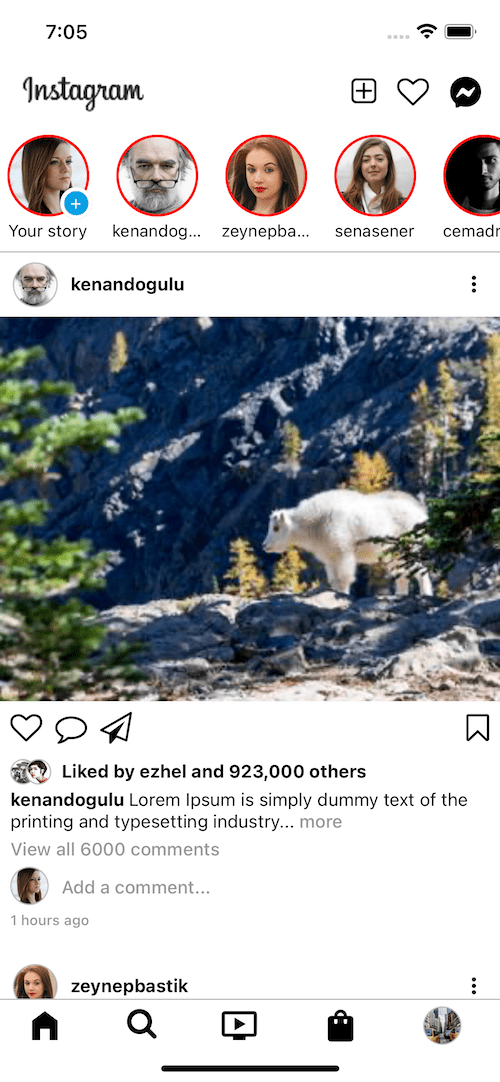 7:05
Instagram
Your story
kenandog...
zeynepba...
senasener
cemadr
kenandogulu
Liked by ezhel and 923,000 others
kenandogulu Lorem Ipsum is simply dummy text of the
printing and typesetting industry... more
View all 6000 comments
Add a comment...
1 hours ago
zeynepbastik